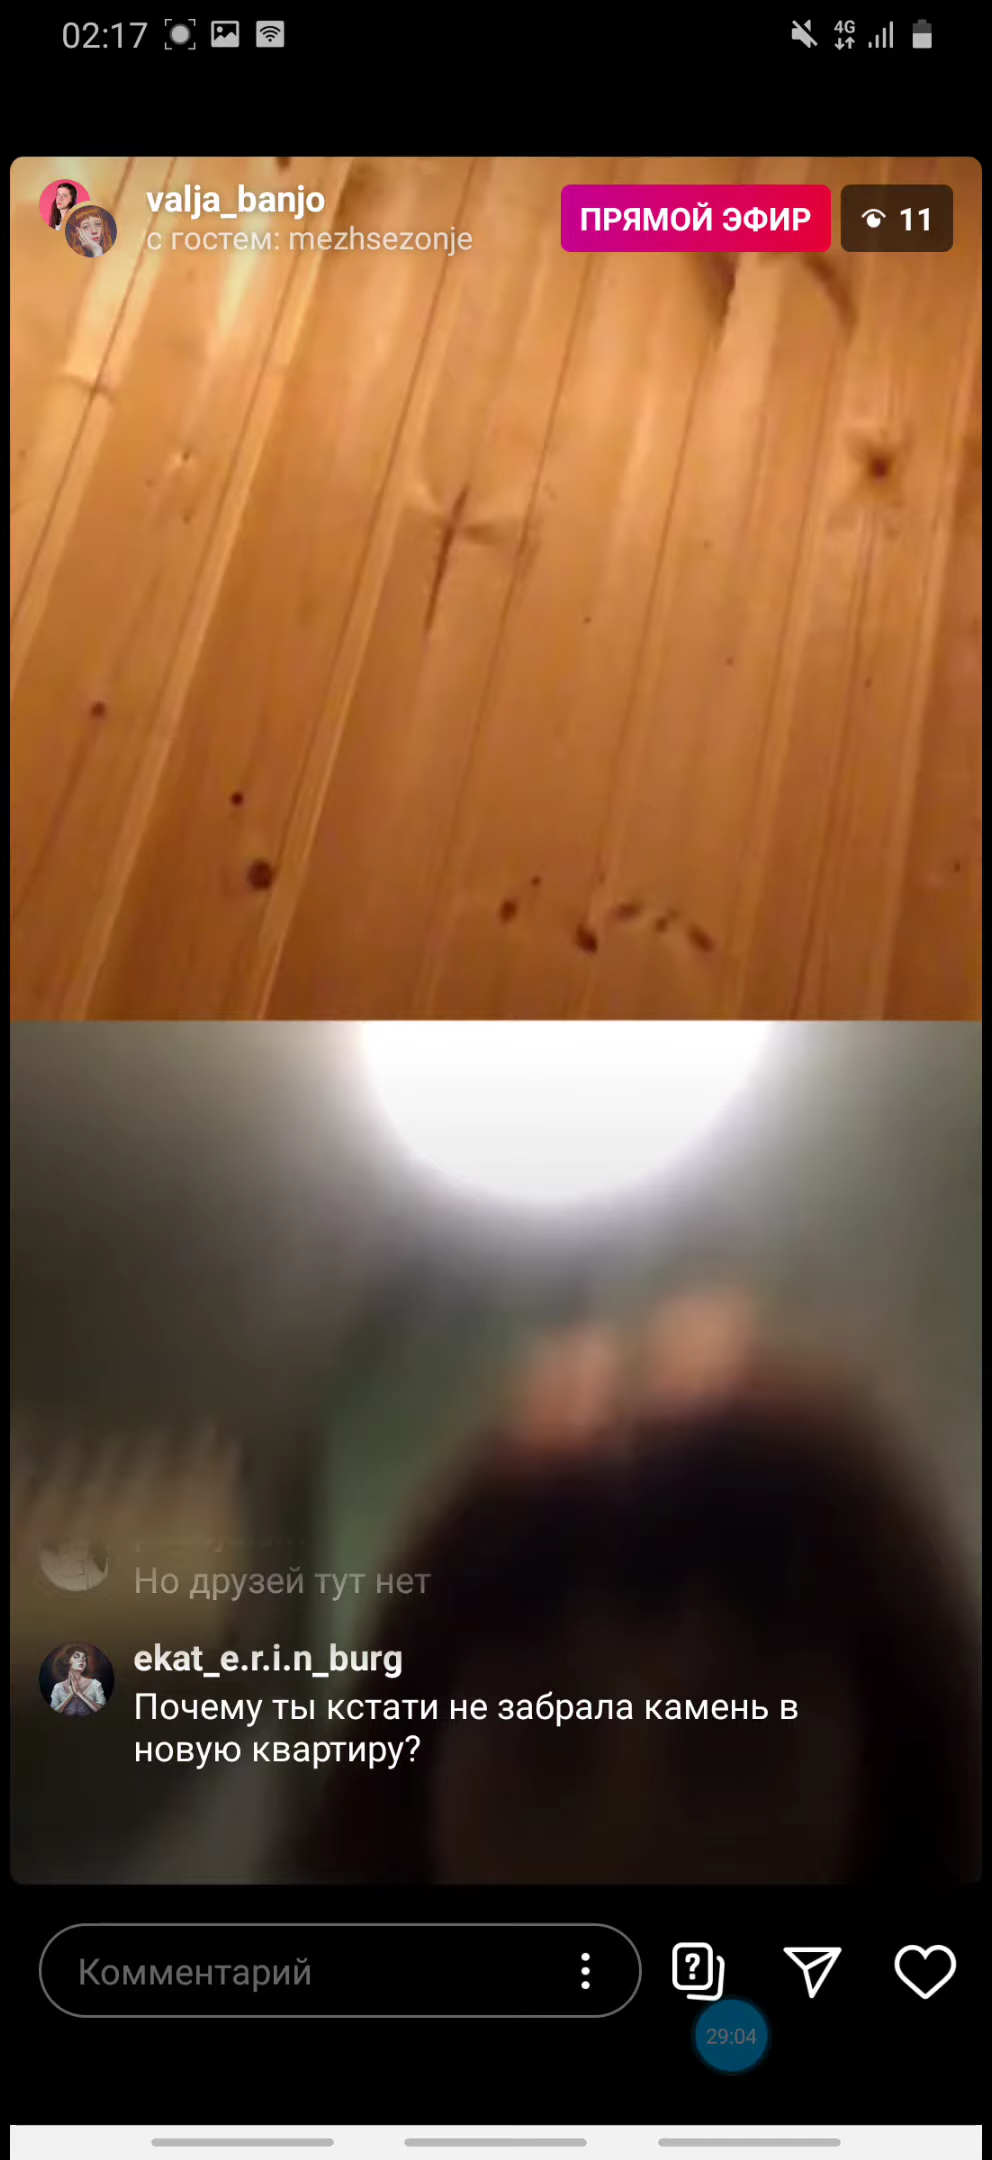 02:17
4G
valja_banjo
с гостем: mezhsezonje
ПРЯМОЙ ЭФИР
11
Но друзей тут нет
ekat_e.r.i.n_burg
Почему ты кстати не забрала камень в
новую квартиру?
Комментарий
29:04